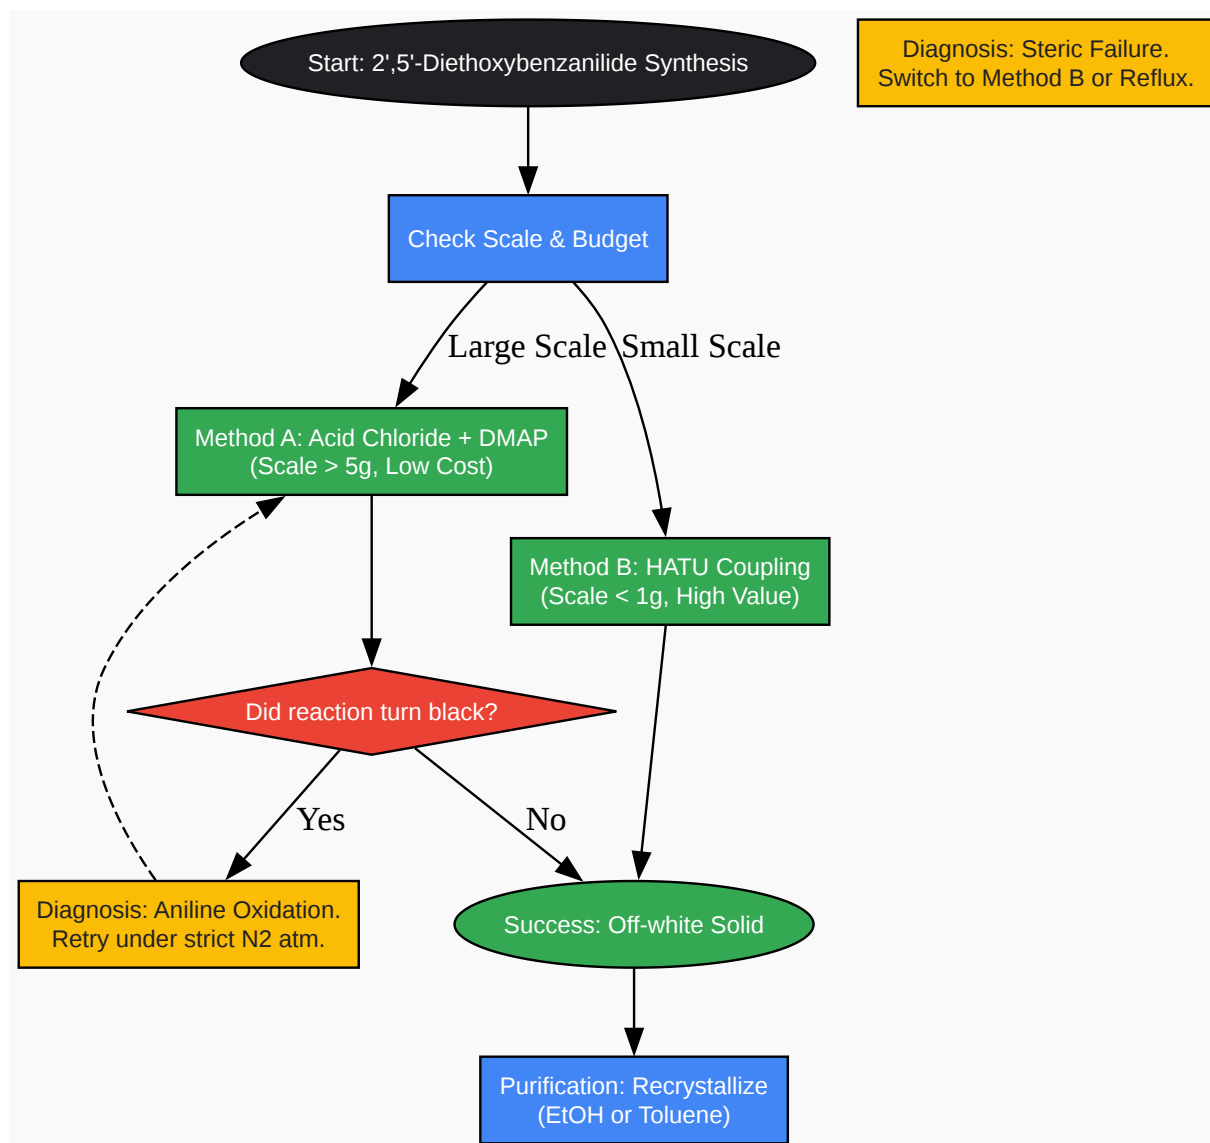 Start: 2',5'-Diethoxybenzanilide Synthesis
Diagnosis: Steric Failure.
Switch to Method B or Reflux.
Check Scale & Budget
Large Scale
Small Scale
Method A: Acid Chloride + DMAP
(Scale > 5g, Low Cost)
Method B: HATU Coupling
(Scale < 1g, High Value)
Did reaction turn black?
Yes
No
Diagnosis: Aniline Oxidation.
Retry under strict N2 atm.
Success: Off-white Solid
Purification: Recrystallize
(EtOH or Toluene)